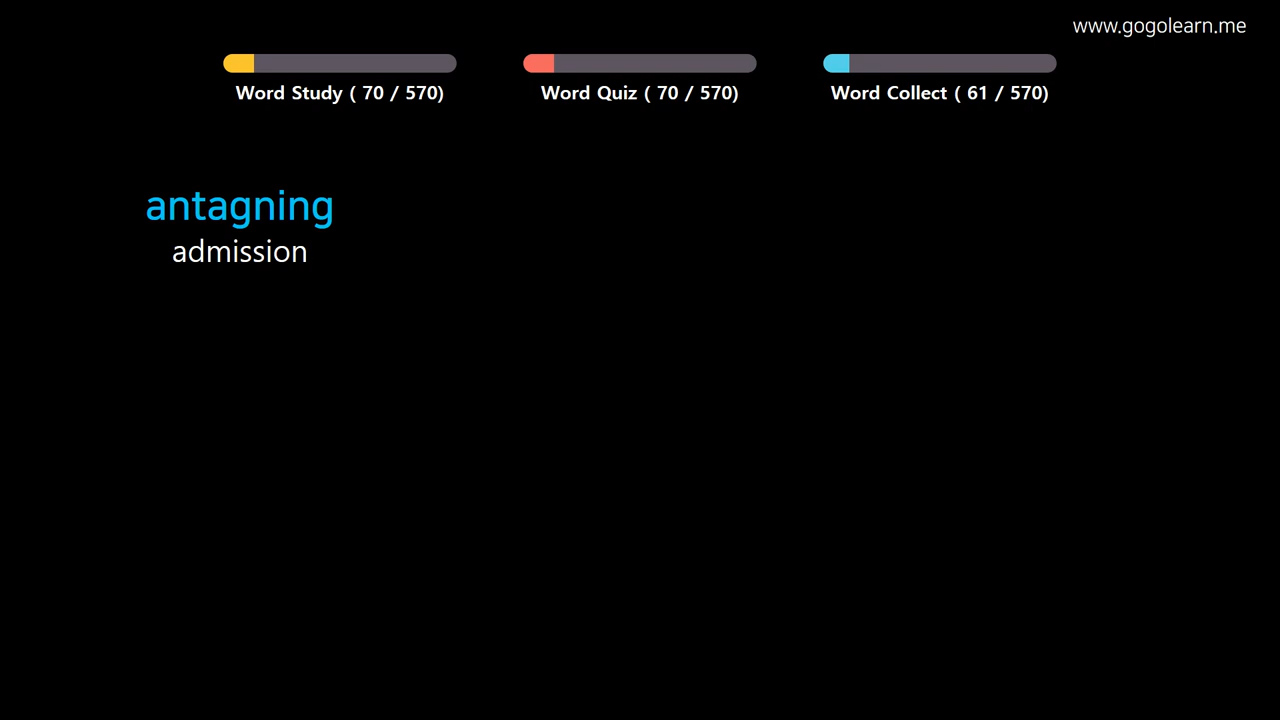 www.gogolearn.me
Word Study ( 70 / 570)
Word Quiz ( 70 / 570)
Word Collect ( 61 / 570)
antagning
admission